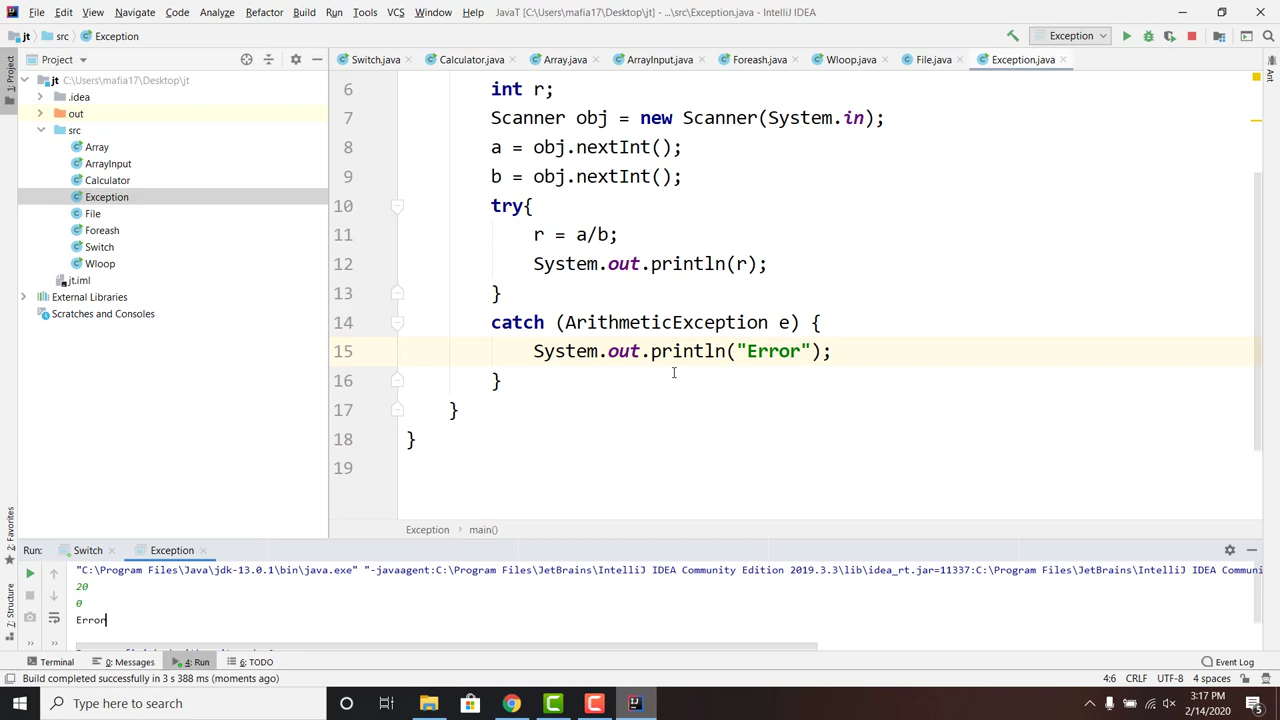 File Edit View Navigate Code Analyze Refactor Build Run Tools VCS Window Help JavaT [C:\Users\mafia17\Desktop\jt] - ...\src\Exception.java - IntelliJ IDEA
jt src Exception Exception
Project Switch.java Calculator.java Array.java ArrayInput.java Foreash.java Wloop.java File.java Exception.java
1: Project
Ant
jt C:\Users\mafia17\Desktop\jt
.idea
out
src
Array
ArrayInput
Calculator
Exception
File
Foreash
Switch
Wloop
jt.iml
External Libraries
Scratches and Consoles
6 int r;
7 Scanner obj = new Scanner(System.in);
8 a = obj.nextInt();
9 b = obj.nextInt();
10 try{
11 r = a/b;
12 System.out.println(r);
13 }
14 catch (ArithmeticException e) {
15 System.out.println("Error");
16 }
17 }
18 }
19
Exception › main()
2: Favorites
7: Structure
Run: Switch Exception
"C:\Program Files\Java\jdk-13.0.1\bin\java.exe" "-javaagent:C:\Program Files\JetBrains\IntelliJ IDEA Community Edition 2019.3.3\lib\idea_rt.jar=11337:C:\Program Files\JetBrains\IntelliJ IDEA Communi
20
0
Error
Terminal 0: Messages 4: Run 6: TODO Event Log
Build completed successfully in 3 s 388 ms (moments ago) 4:6 CRLF UTF-8 4 spaces
Type here to search
3:17 PM
2/14/2020
5